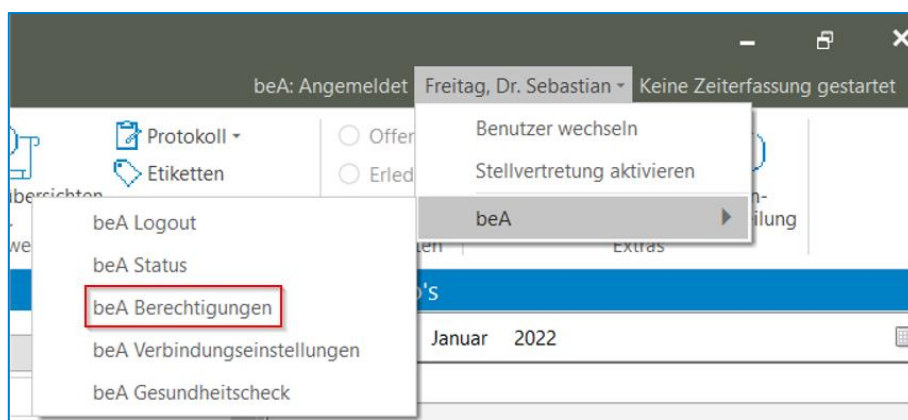 beA: Angemeldet Freitag, Dr. Sebastian Keine Zeiterfassung gestartet
Protokoll
Etiketten
Benutzer wechseln
Stellvertretung aktivieren
beA
Extras
beA Logout
beA Status
beA Berechtigungen
beA Verbindungseinstellungen
beA Gesundheitscheck
Januar 2022